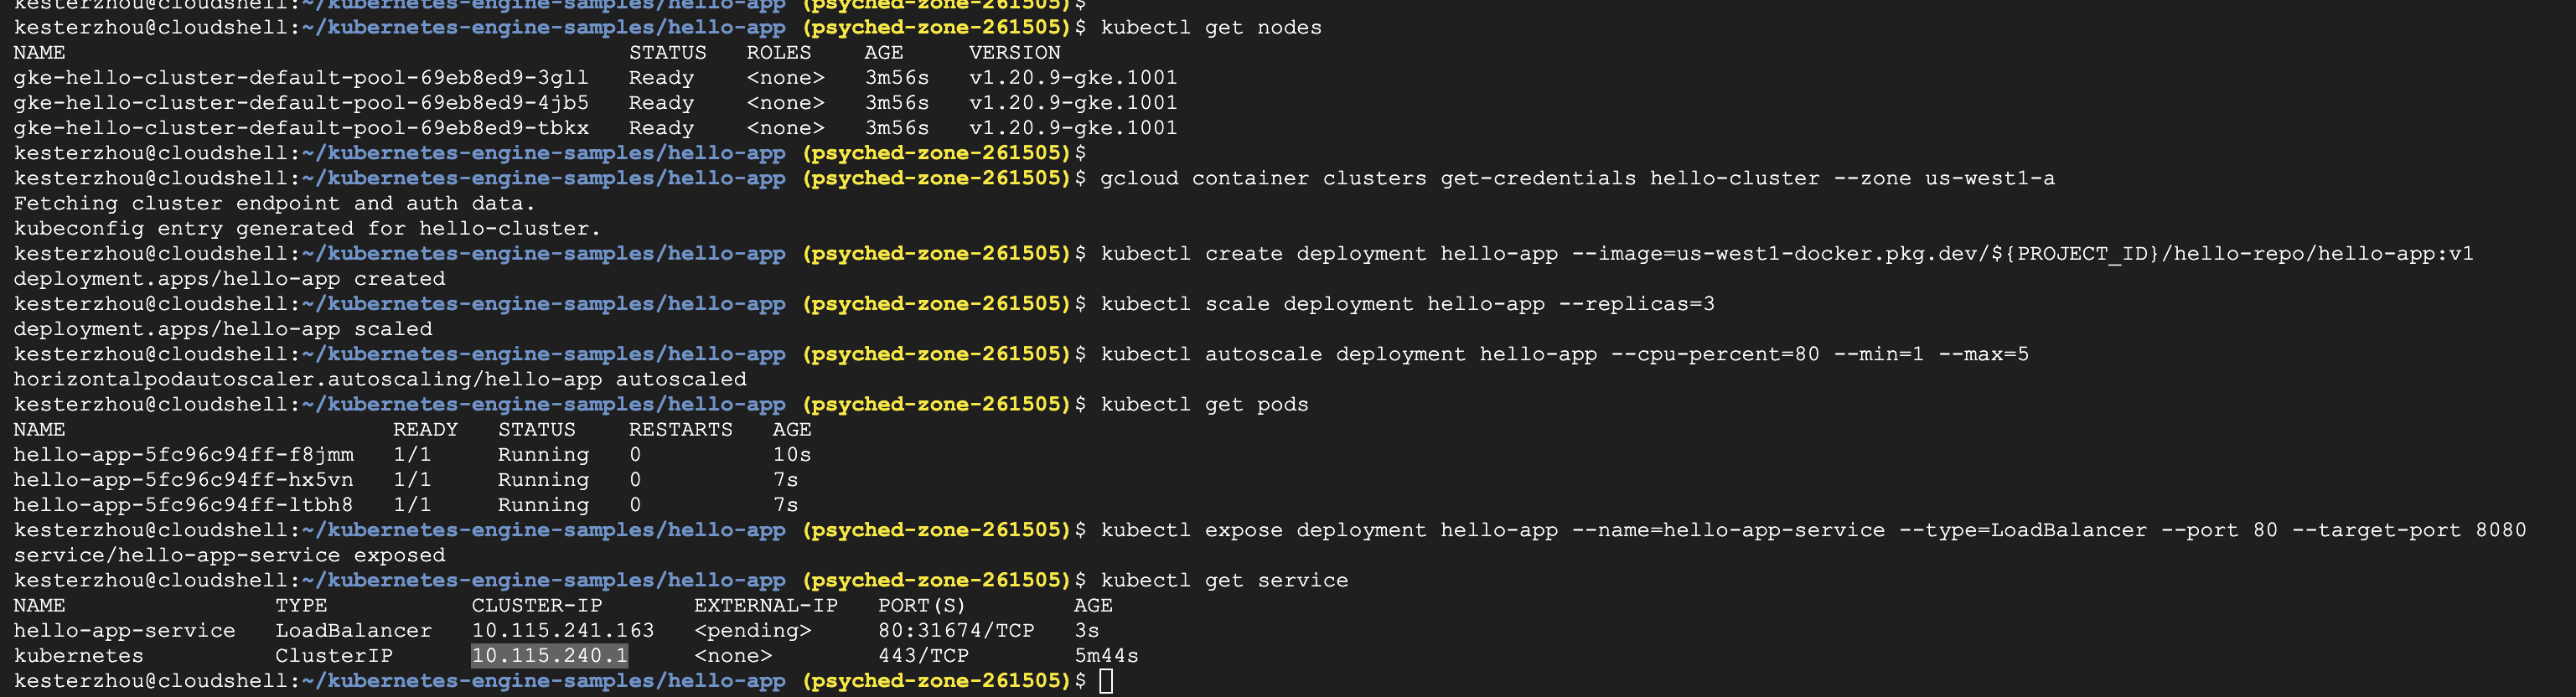 kesterzhou@cloudshell:~/kubernetes-engine-samples/hello-app (psyched-zone-261505)$
kesterzhou@cloudshell:~/kubernetes-engine-samples/hello-app (psyched-zone-261505)$ kubectl get nodes
NAME STATUS ROLES AGE VERSION
gke-hello-cluster-default-pool-69eb8ed9-3gll Ready <none> 3m56s v1.20.9-gke.1001
gke-hello-cluster-default-pool-69eb8ed9-4jb5 Ready <none> 3m56s v1.20.9-gke.1001
gke-hello-cluster-default-pool-69eb8ed9-tbkx Ready <none> 3m56s v1.20.9-gke.1001
kesterzhou@cloudshell:~/kubernetes-engine-samples/hello-app (psyched-zone-261505)$
kesterzhou@cloudshell:~/kubernetes-engine-samples/hello-app (psyched-zone-261505)$ gcloud container clusters get-credentials hello-cluster --zone us-west1-a
Fetching cluster endpoint and auth data.
kubeconfig entry generated for hello-cluster.
kesterzhou@cloudshell:~/kubernetes-engine-samples/hello-app (psyched-zone-261505)$ kubectl create deployment hello-app --image=us-west1-docker.pkg.dev/${PROJECT_ID}/hello-repo/hello-app:v1
deployment.apps/hello-app created
kesterzhou@cloudshell:~/kubernetes-engine-samples/hello-app (psyched-zone-261505)$ kubectl scale deployment hello-app --replicas=3
deployment.apps/hello-app scaled
kesterzhou@cloudshell:~/kubernetes-engine-samples/hello-app (psyched-zone-261505)$ kubectl autoscale deployment hello-app --cpu-percent=80 --min=1 --max=5
horizontalpodautoscaler.autoscaling/hello-app autoscaled
kesterzhou@cloudshell:~/kubernetes-engine-samples/hello-app (psyched-zone-261505)$ kubectl get pods
NAME READY STATUS RESTARTS AGE
hello-app-5fc96c94ff-f8jmm 1/1 Running 0 10s
hello-app-5fc96c94ff-hx5vn 1/1 Running 0 7s
hello-app-5fc96c94ff-ltbh8 1/1 Running 0 7s
kesterzhou@cloudshell:~/kubernetes-engine-samples/hello-app (psyched-zone-261505)$ kubectl expose deployment hello-app --name=hello-app-service --type=LoadBalancer --port 80 --target-port 8080
service/hello-app-service exposed
kesterzhou@cloudshell:~/kubernetes-engine-samples/hello-app (psyched-zone-261505)$ kubectl get service
NAME TYPE CLUSTER-IP EXTERNAL-IP PORT(S) AGE
hello-app-service LoadBalancer 10.115.241.163 <pending> 80:31674/TCP 3s
kubernetes ClusterIP 10.115.240.1 <none> 443/TCP 5m44s
kesterzhou@cloudshell:~/kubernetes-engine-samples/hello-app (psyched-zone-261505)$